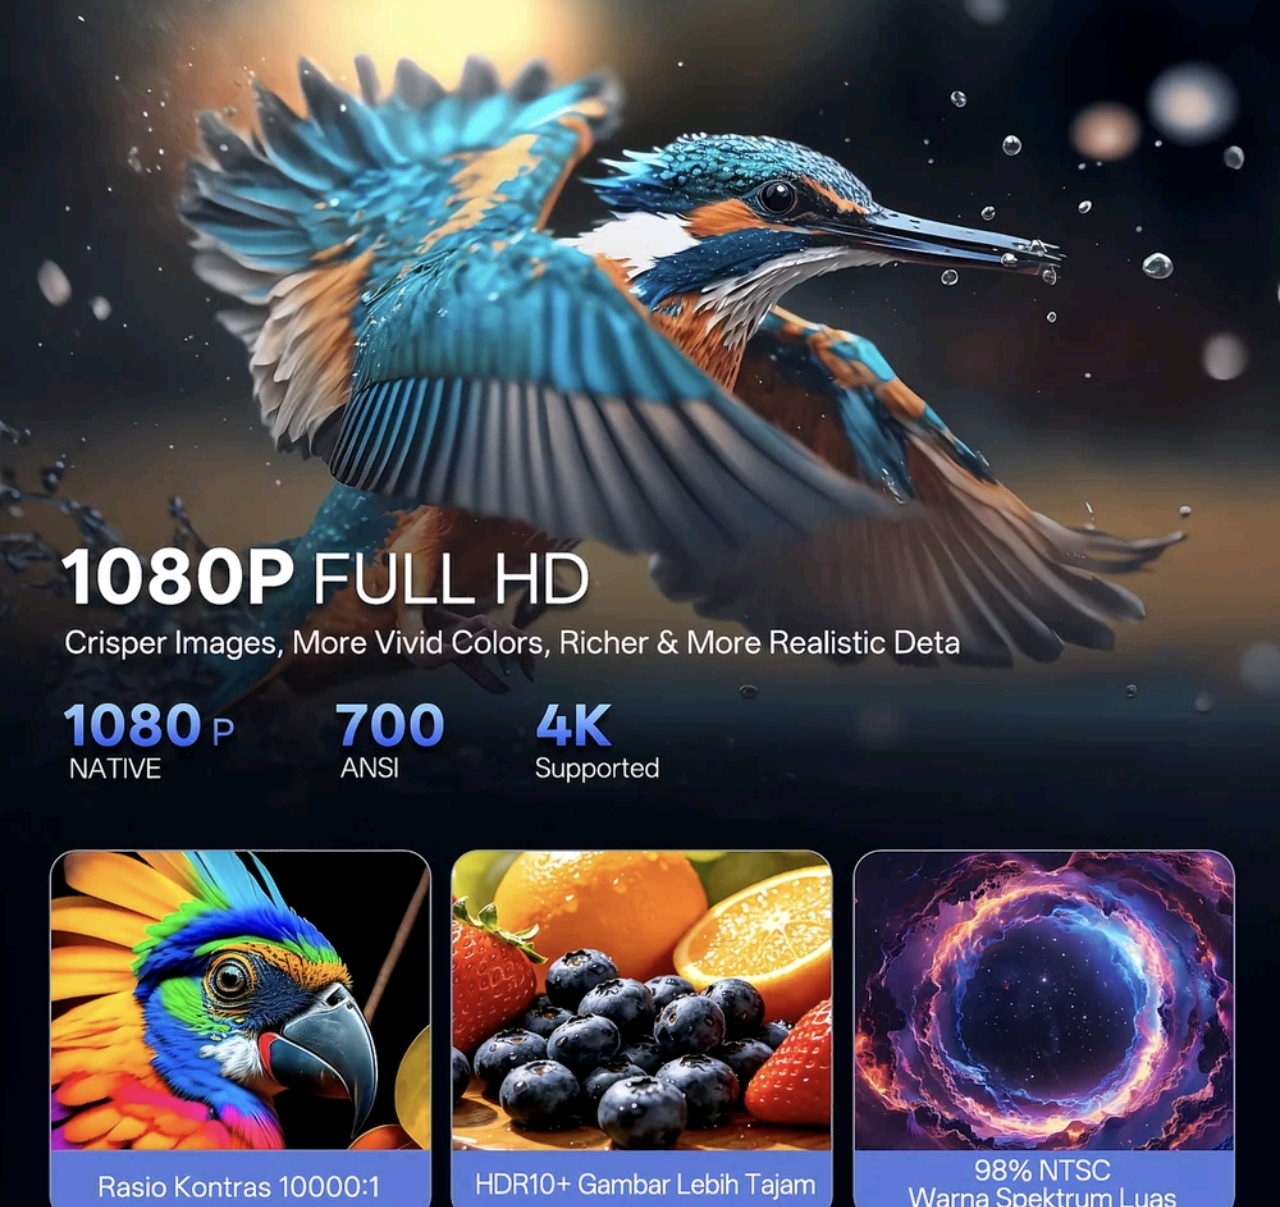 1080P FULL HD
Crisper Images, More Vivid Colors, Richer & More Realistic Deta
1080 P
NATIVE
700
ANSI
4K
Supported
Rasio Kontras 10000:1
HDR10+ Gambar Lebih Tajam
98% NTSC
Warna Spektrum Luas